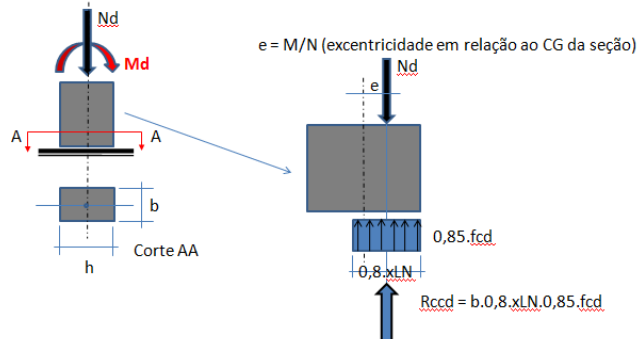 Nd
Md
A
A
b
h
Corte AA
e = M/N (excentricidade em relação ao CG da seção)
Nd
e
0,85.fcd
0,8.xLN
Rccd = b.0,8.xLN.0,85.fcd